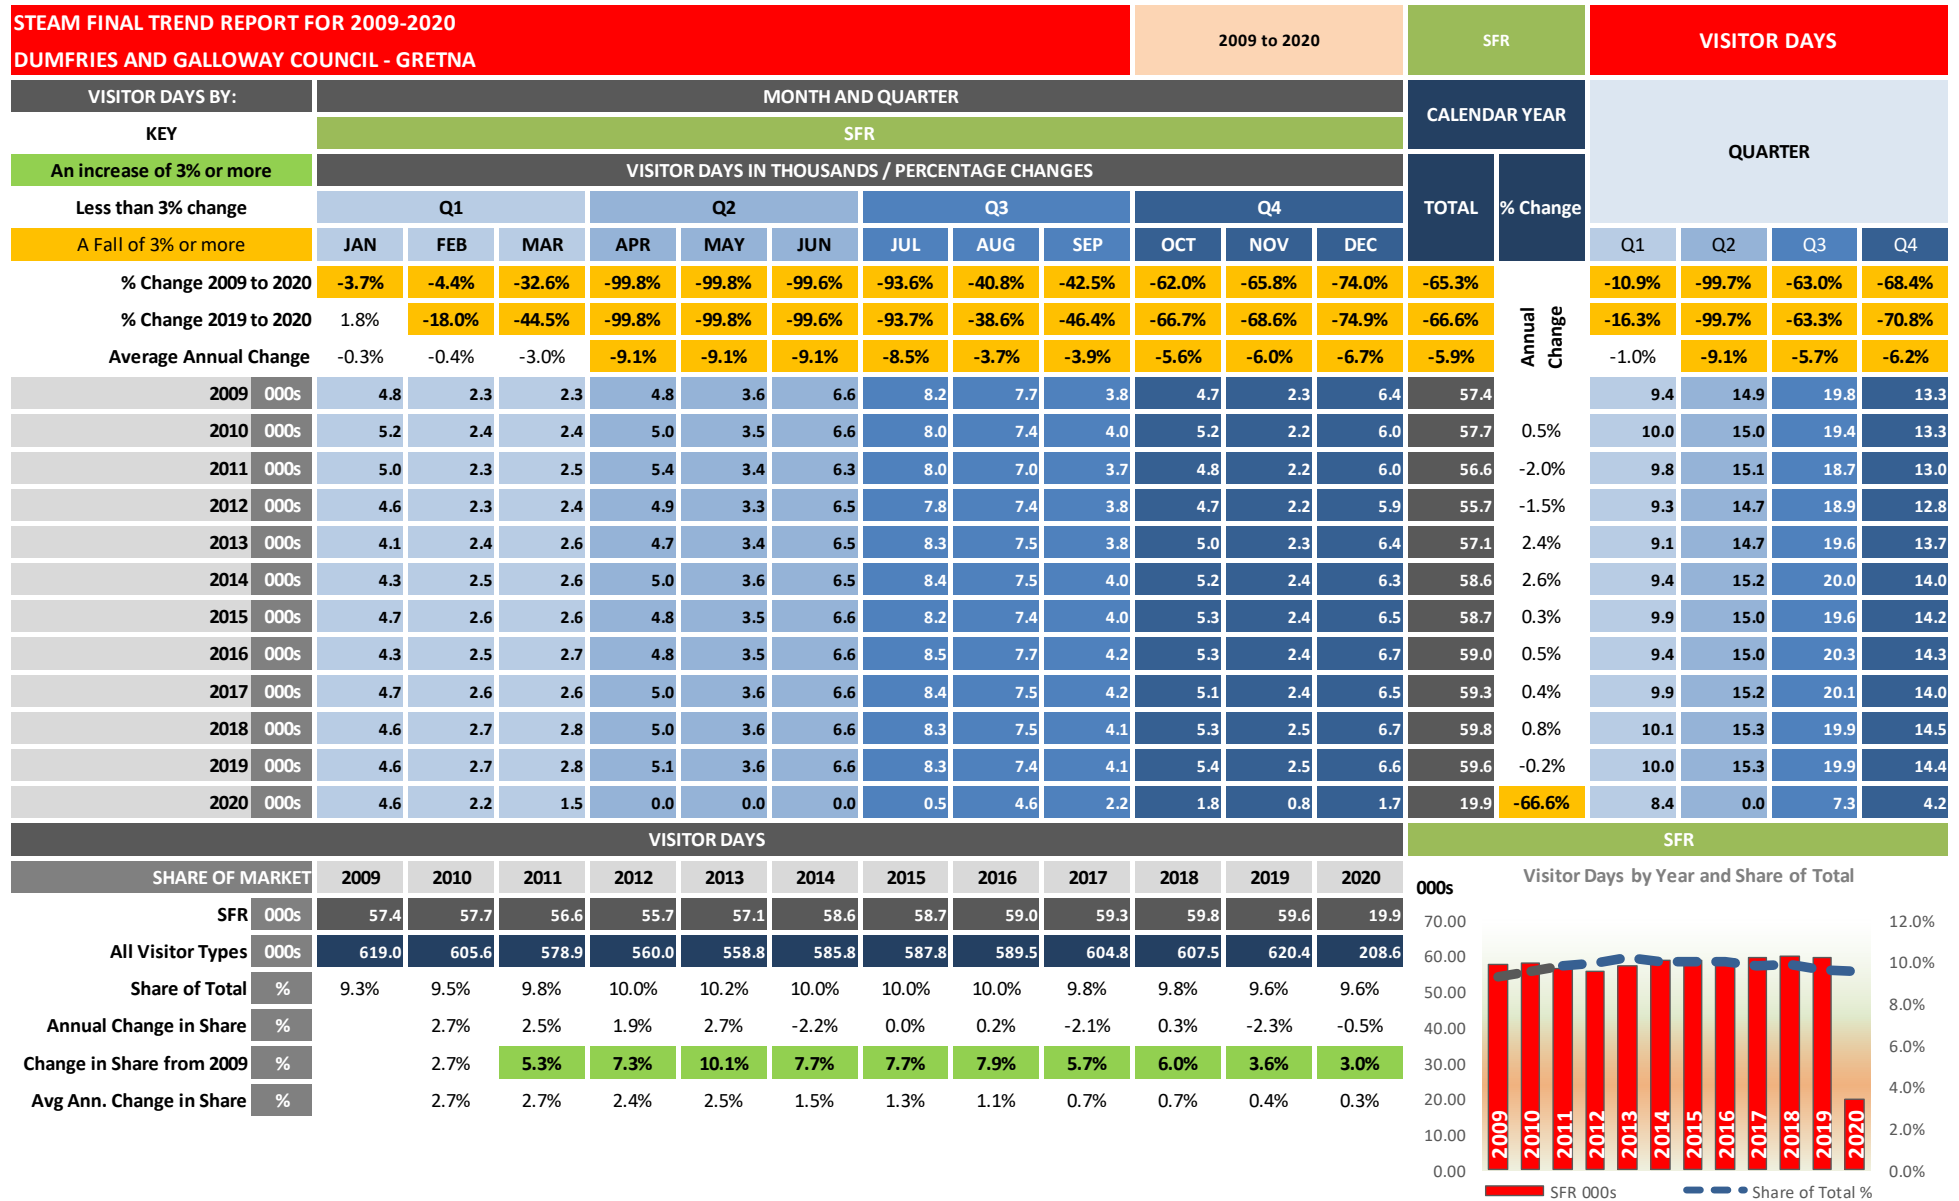 STEAM FINAL TREND REPORT FOR 2009-2020
DUMFRIES AND GALLOWAY COUNCIL - GRETNA
2009 to 2020
SFR
VISITOR DAYS
VISITOR DAYS BY:
MONTH AND QUARTER
CALENDAR YEAR
QUARTER
KEY
SFR
An increase of 3% or more
VISITOR DAYS IN THOUSANDS / PERCENTAGE CHANGES
Less than 3% change
Q1 Q2 Q3 Q4
TOTAL % Change
A Fall of 3% or more JAN FEB MAR APR MAY JUN JUL AUG SEP OCT NOV DEC Q1 Q2 Q3 Q4
% Change 2009 to 2020 -3.7% -4.4% -32.6% -99.8% -99.8% -99.6% -93.6% -40.8% -42.5% -62.0% -65.8% -74.0% -65.3% -10.9% -99.7% -63.0% -68.4%
% Change 2019 to 2020 1.8% -18.0% -44.5% -99.8% -99.8% -99.6% -93.7% -38.6% -46.4% -66.7% -68.6% -74.9% -66.6% -16.3% -99.7% -63.3% -70.8%
Average Annual Change -0.3% -0.4% -3.0% -9.1% -9.1% -9.1% -8.5% -3.7% -3.9% -5.6% -6.0% -6.7% -5.9% -1.0% -9.1% -5.7% -6.2%
Annual
Change
2009 000s 4.8 2.3 2.3 4.8 3.6 6.6 8.2 7.7 3.8 4.7 2.3 6.4 57.4 9.4 14.9 19.8 13.3
2010 000s 5.2 2.4 2.4 5.0 3.5 6.6 8.0 7.4 4.0 5.2 2.2 6.0 57.7 0.5% 10.0 15.0 19.4 13.3
2011 000s 5.0 2.3 2.5 5.4 3.4 6.3 8.0 7.0 3.7 4.8 2.2 6.0 56.6 -2.0% 9.8 15.1 18.7 13.0
2012 000s 4.6 2.3 2.4 4.9 3.3 6.5 7.8 7.4 3.8 4.7 2.2 5.9 55.7 -1.5% 9.3 14.7 18.9 12.8
2013 000s 4.1 2.4 2.6 4.7 3.4 6.5 8.3 7.5 3.8 5.0 2.3 6.4 57.1 2.4% 9.1 14.7 19.6 13.7
2014 000s 4.3 2.5 2.6 5.0 3.6 6.5 8.4 7.5 4.0 5.2 2.4 6.3 58.6 2.6% 9.4 15.2 20.0 14.0
2015 000s 4.7 2.6 2.6 4.8 3.5 6.6 8.2 7.4 4.0 5.3 2.4 6.5 58.7 0.3% 9.9 15.0 19.6 14.2
2016 000s 4.3 2.5 2.7 4.8 3.5 6.6 8.5 7.7 4.2 5.3 2.4 6.7 59.0 0.5% 9.4 15.0 20.3 14.3
2017 000s 4.7 2.6 2.6 5.0 3.6 6.6 8.4 7.5 4.2 5.1 2.4 6.5 59.3 0.4% 9.9 15.2 20.1 14.0
2018 000s 4.6 2.7 2.8 5.0 3.6 6.6 8.3 7.5 4.1 5.3 2.5 6.7 59.8 0.8% 10.1 15.3 19.9 14.5
2019 000s 4.6 2.7 2.8 5.1 3.6 6.6 8.3 7.4 4.1 5.4 2.5 6.6 59.6 -0.2% 10.0 15.3 19.9 14.4
2020 000s 4.6 2.2 1.5 0.0 0.0 0.0 0.5 4.6 2.2 1.8 0.8 1.7 19.9 -66.6% 8.4 0.0 7.3 4.2
VISITOR DAYS
SHARE OF MARKET 2009 2010 2011 2012 2013 2014 2015 2016 2017 2018 2019 2020
SFR 000s 57.4 57.7 56.6 55.7 57.1 58.6 58.7 59.0 59.3 59.8 59.6 19.9
All Visitor Types 000s 619.0 605.6 578.9 560.0 558.8 585.8 587.8 589.5 604.8 607.5 620.4 208.6
Share of Total % 9.3% 9.5% 9.8% 10.0% 10.2% 10.0% 10.0% 10.0% 9.8% 9.8% 9.6% 9.6%
Annual Change in Share % 2.7% 2.5% 1.9% 2.7% -2.2% 0.0% 0.2% -2.1% 0.3% -2.3% -0.5%
Change in Share from 2009 % 2.7% 5.3% 7.3% 10.1% 7.7% 7.7% 7.9% 5.7% 6.0% 3.6% 3.0%
Avg Ann. Change in Share % 2.7% 2.7% 2.4% 2.5% 1.5% 1.3% 1.1% 0.7% 0.7% 0.4% 0.3%
SFR
Visitor Days by Year and Share of Total
000s
70.00 12.0%
60.00 10.0%
50.00 8.0%
40.00
30.00 6.0%
20.00 4.0%
10.00 2.0%
0.00 0.0%
2009 2010 2011 2012 2013 2014 2015 2016 2017 2018 2019 2020
SFR 000s Share of Total %